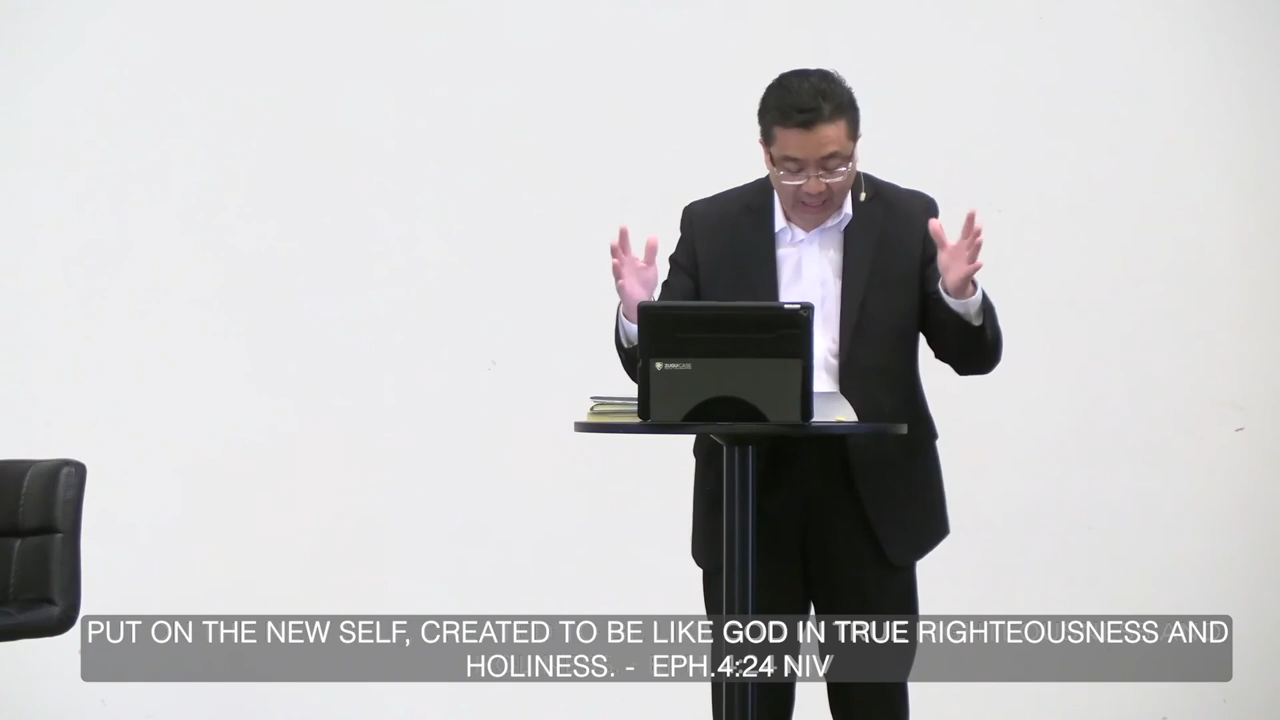 ZUGUCASE
PUT ON THE NEW SELF, CREATED TO BE LIKE GOD IN TRUE RIGHTEOUSNESS AND
HOLINESS. - EPH.4:24 NIV